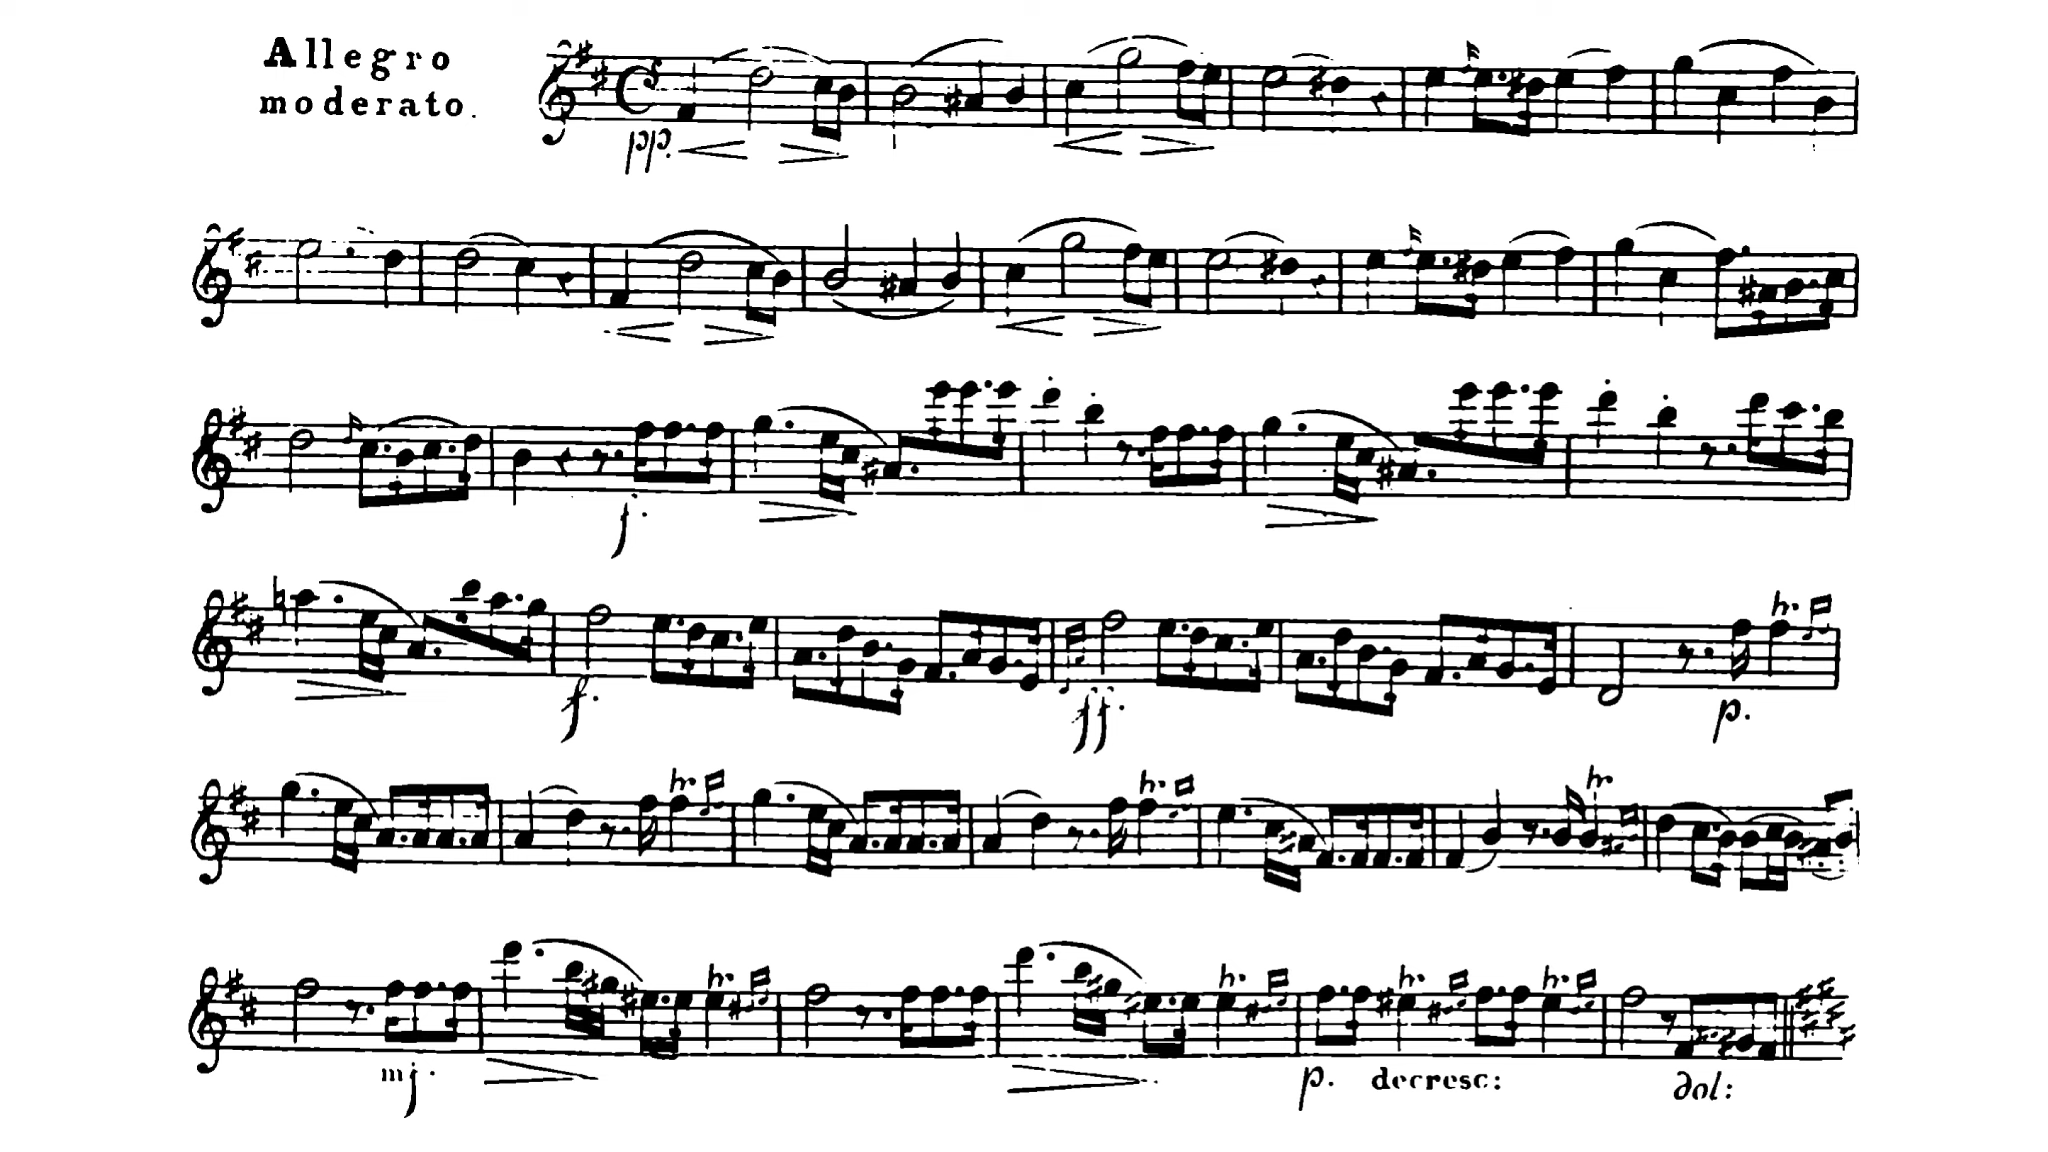 Allegro
moderato.
pp.
f.
f. ff. p.
mf. p. decresc: dol: